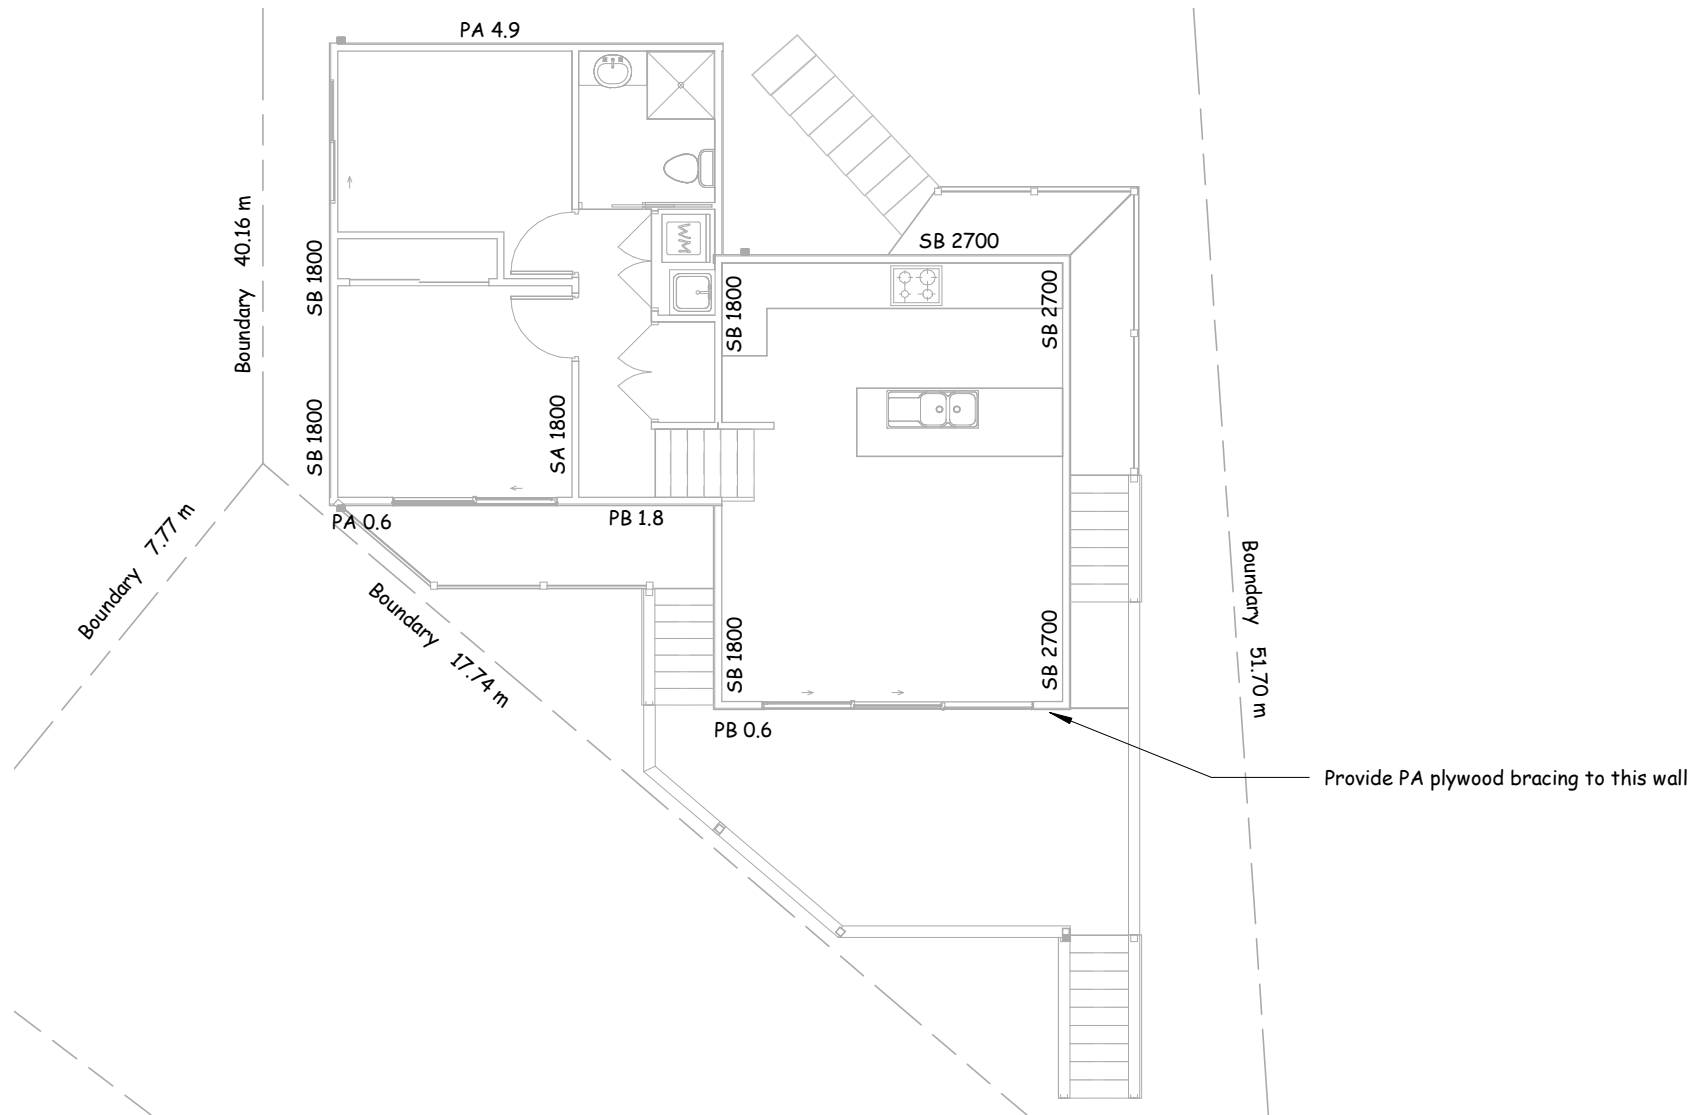 PA 4.9
Boundary 40.16 m
SB 1800
SB 2700
SB 1800
SB 2700
WM
SB 1800
SA 1800
PA 0.6
PB 1.8
Boundary 7.77 m
Boundary 17.74 m
Boundary 51.70 m
SB 1800
SB 2700
PB 0.6
Provide PA plywood bracing to this wall